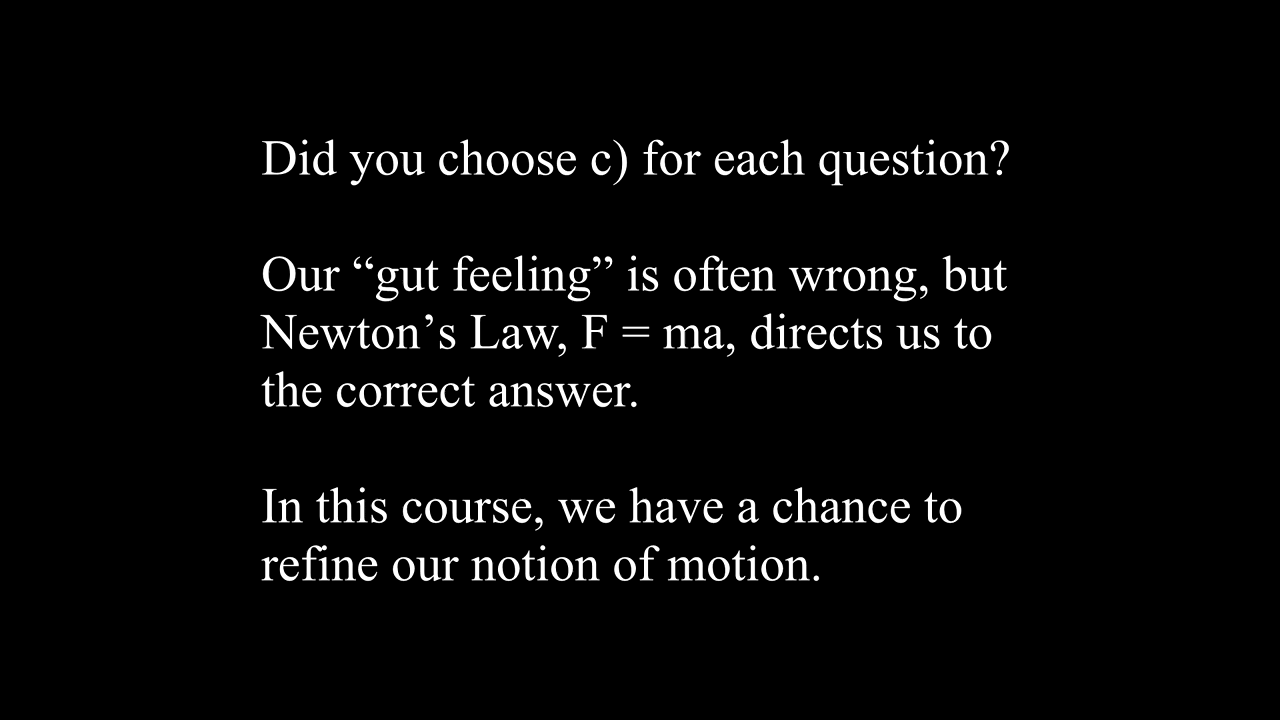 Did you choose c) for each question?
Our “gut feeling” is often wrong, but
Newton’s Law, F = ma, directs us to
the correct answer.
In this course, we have a chance to
refine our notion of motion.